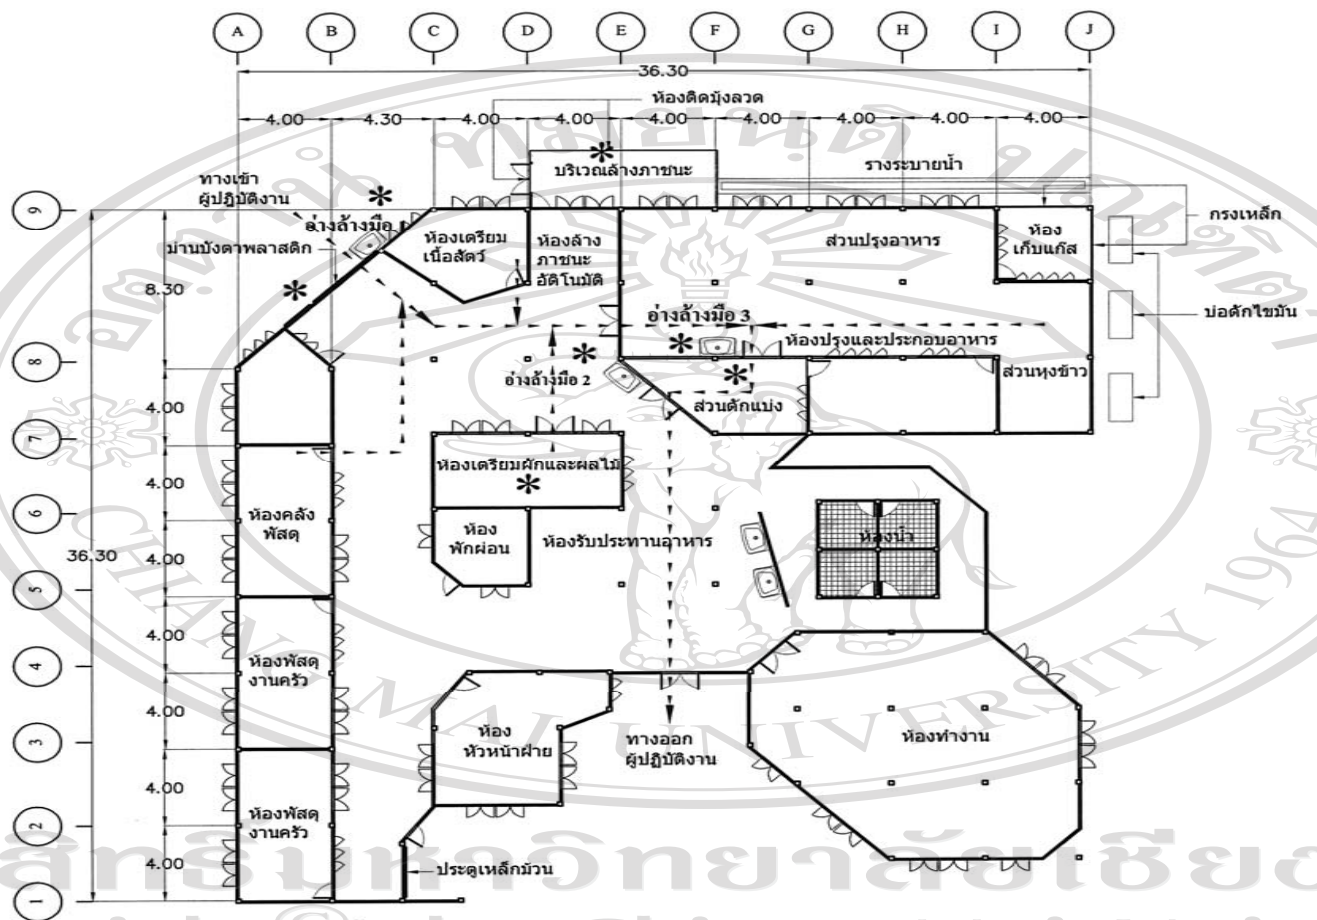 A B C D E F G H I J
36.30
ห้องติดมุ้งลวด
4.00 4.30 4.00 4.00 4.00 4.00 4.00 4.00 4.00
บริเวณล้างภาชนะ
รางระบายน้ำ
ทางเข้า
ผู้ปฏิบัติงาน
9
*
*
กรงเหล็ก
อ่างล้างมือ 1
ม่านบังตาพลาสติก
ห้องเตรียม
เนื้อสัตว์
ห้องล้าง
ภาชนะ
อัติโนมัติ
ส่วนปรุงอาหาร
ห้อง
เก็บแก๊ส
8.30
*
อ่างล้างมือ 3
บ่อดักไขมัน
*
*
ห้องปรุงและประกอบอาหาร
8
อ่างล้างมือ 2
*
ส่วนตักแบ่ง
ส่วนหุงข้าว
4.00
7
ห้องเตรียมผักและผลไม้
*
4.00
6
ห้องคลัง
พัสดุ
ห้อง
พักผ่อน
ห้องรับประทานอาหาร
ห้องน้ำ
36.30
4.00
5
4.00
ห้องพัสดุ
งานครัว
4
4.00
3
ห้อง
หัวหน้าฝ่าย
ทางออก
ผู้ปฏิบัติงาน
ห้องทำงาน
4.00
ห้องพัสดุ
งานครัว
2
4.00
ประตูเหล็กม้วน
1
CHIANG MAI UNIVERSITY 1964